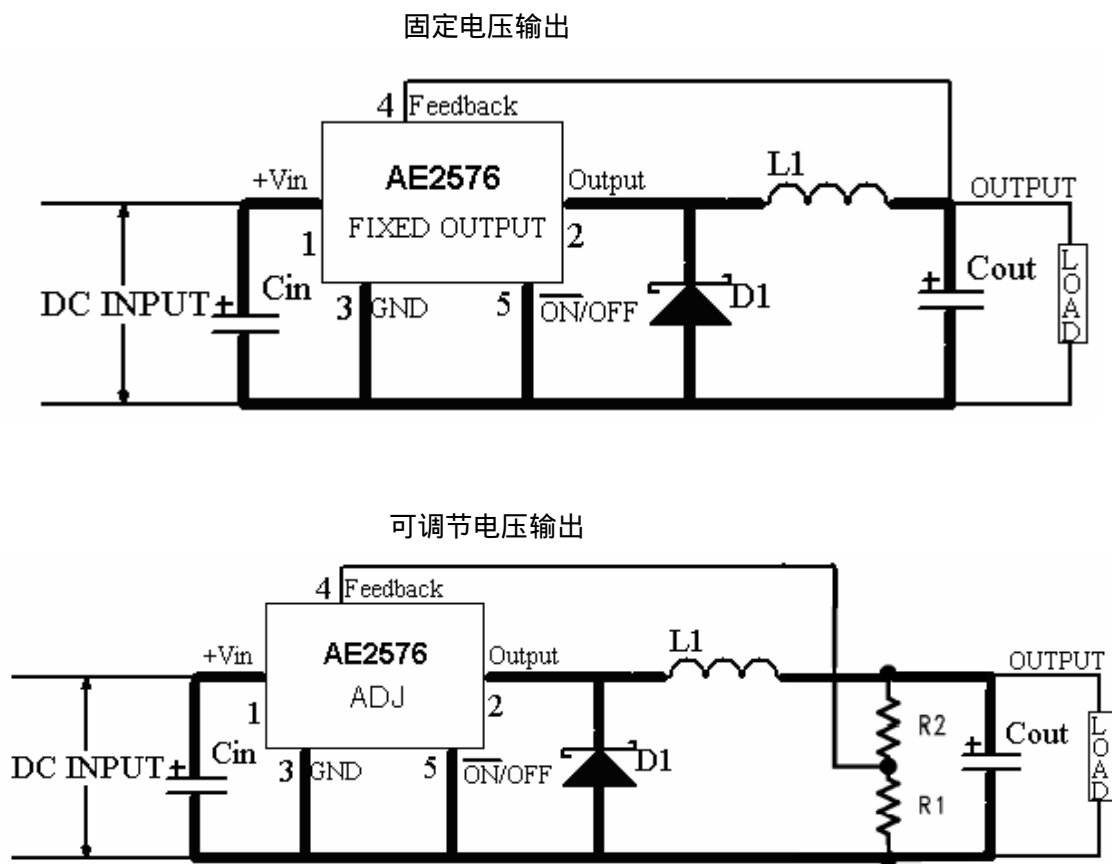 固定电压输出
4 Feedback
+Vin
AE2576
Output
L1
OUTPUT
FIXED OUTPUT
1
2
DC INPUT
+
Cin
3 GND
5 ON/OFF
D1
+
Cout
LOAD
可调节电压输出
4 Feedback
+Vin
AE2576
Output
L1
OUTPUT
ADJ
1
2
R2
DC INPUT
+
Cin
3 GND
5 ON/OFF
D1
+
Cout
LOAD
R1